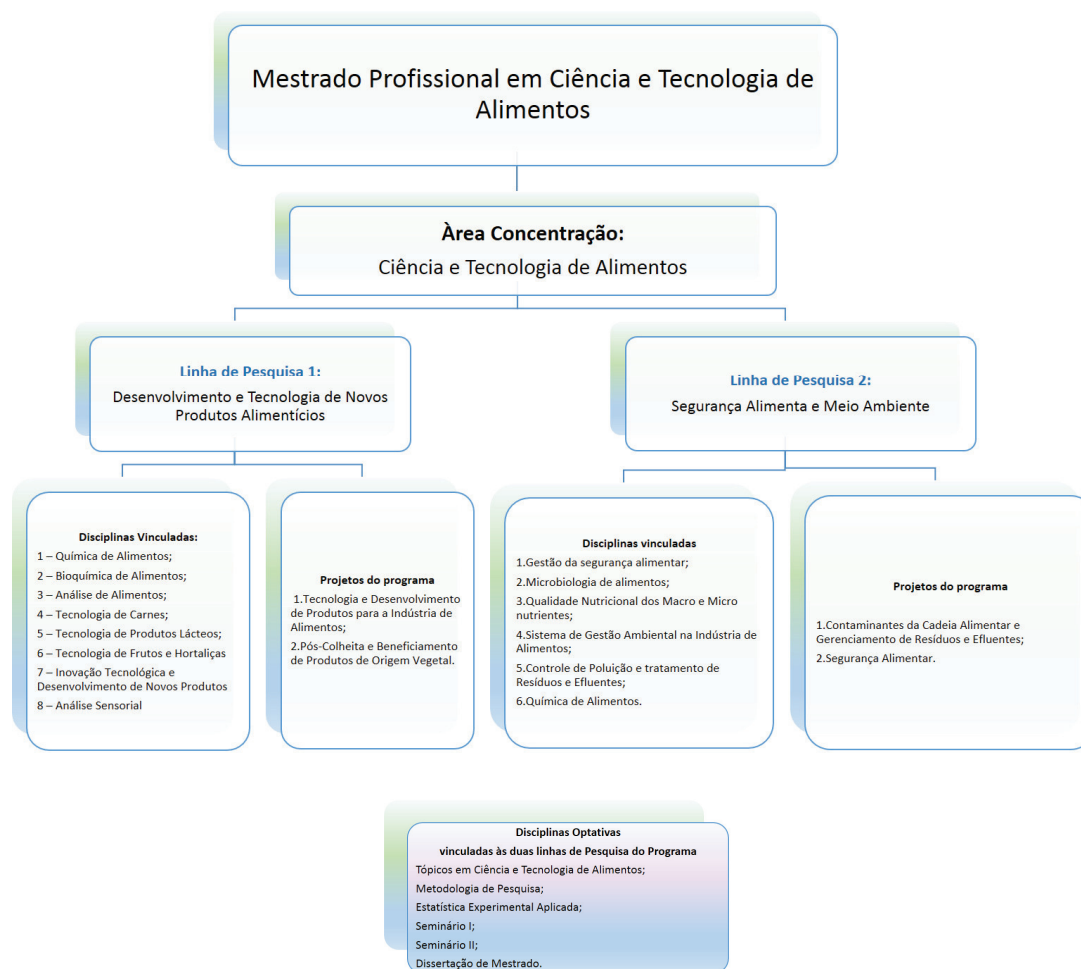 Mestrado Profissional em Ciência e Tecnologia de
Alimentos
Àrea Concentração:
Ciência e Tecnologia de Alimentos
Linha de Pesquisa 1:
Desenvolvimento e Tecnologia de Novos
Produtos Alimentícios
Linha de Pesquisa 2:
Segurança Alimenta e Meio Ambiente
Disciplinas Vinculadas:
1 – Química de Alimentos;
2 – Bioquímica de Alimentos;
3 – Análise de Alimentos;
4 – Tecnologia de Carnes;
5 – Tecnologia de Produtos Lácteos;
6 – Tecnologia de Frutos e Hortaliças
7 – Inovação Tecnológica e
Desenvolvimento de Novos Produtos
8 – Análise Sensorial
Projetos do programa
1.Tecnologia e Desenvolvimento
de Produtos para a Indústria de
Alimentos;
2.Pós-Colheita e Beneficiamento
de Produtos de Origem Vegetal.
Disciplinas vinculadas
1.Gestão da segurança alimentar;
2.Microbiologia de alimentos;
3.Qualidade Nutricional dos Macro e Micro
nutrientes;
4.Sistema de Gestão Ambiental na Indústria de
Alimentos;
5.Controle de Poluição e tratamento de
Resíduos e Efluentes;
6.Química de Alimentos.
Projetos do programa
1.Contaminantes da Cadeia Alimentar e
Gerenciamento de Resíduos e Efluentes;
2.Segurança Alimentar.
Disciplinas Optativas
vinculadas às duas linhas de Pesquisa do Programa
Tópicos em Ciência e Tecnologia de Alimentos;
Metodologia de Pesquisa;
Estatística Experimental Aplicada;
Seminário I;
Seminário II;
Dissertação de Mestrado.